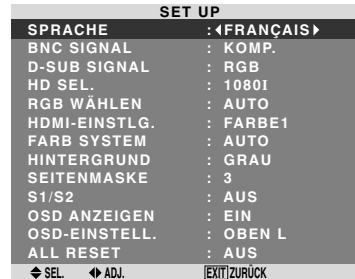 SET UP
SPRACHE : ◀FRANÇAIS▶
BNC SIGNAL : KOMP.
D-SUB SIGNAL : RGB
HD SEL. : 1080I
RGB WÄHLEN : AUTO
HDMI-EINSTLG. : FARBE1
FARB SYSTEM : AUTO
HINTERGRUND : GRAU
SEITENMASKE : 3
S1/S2 : AUS
OSD ANZEIGEN : EIN
OSD-EINSTELL. : OBEN L
ALL RESET : AUS
SEL. ADJ. EXIT ZURÜCK